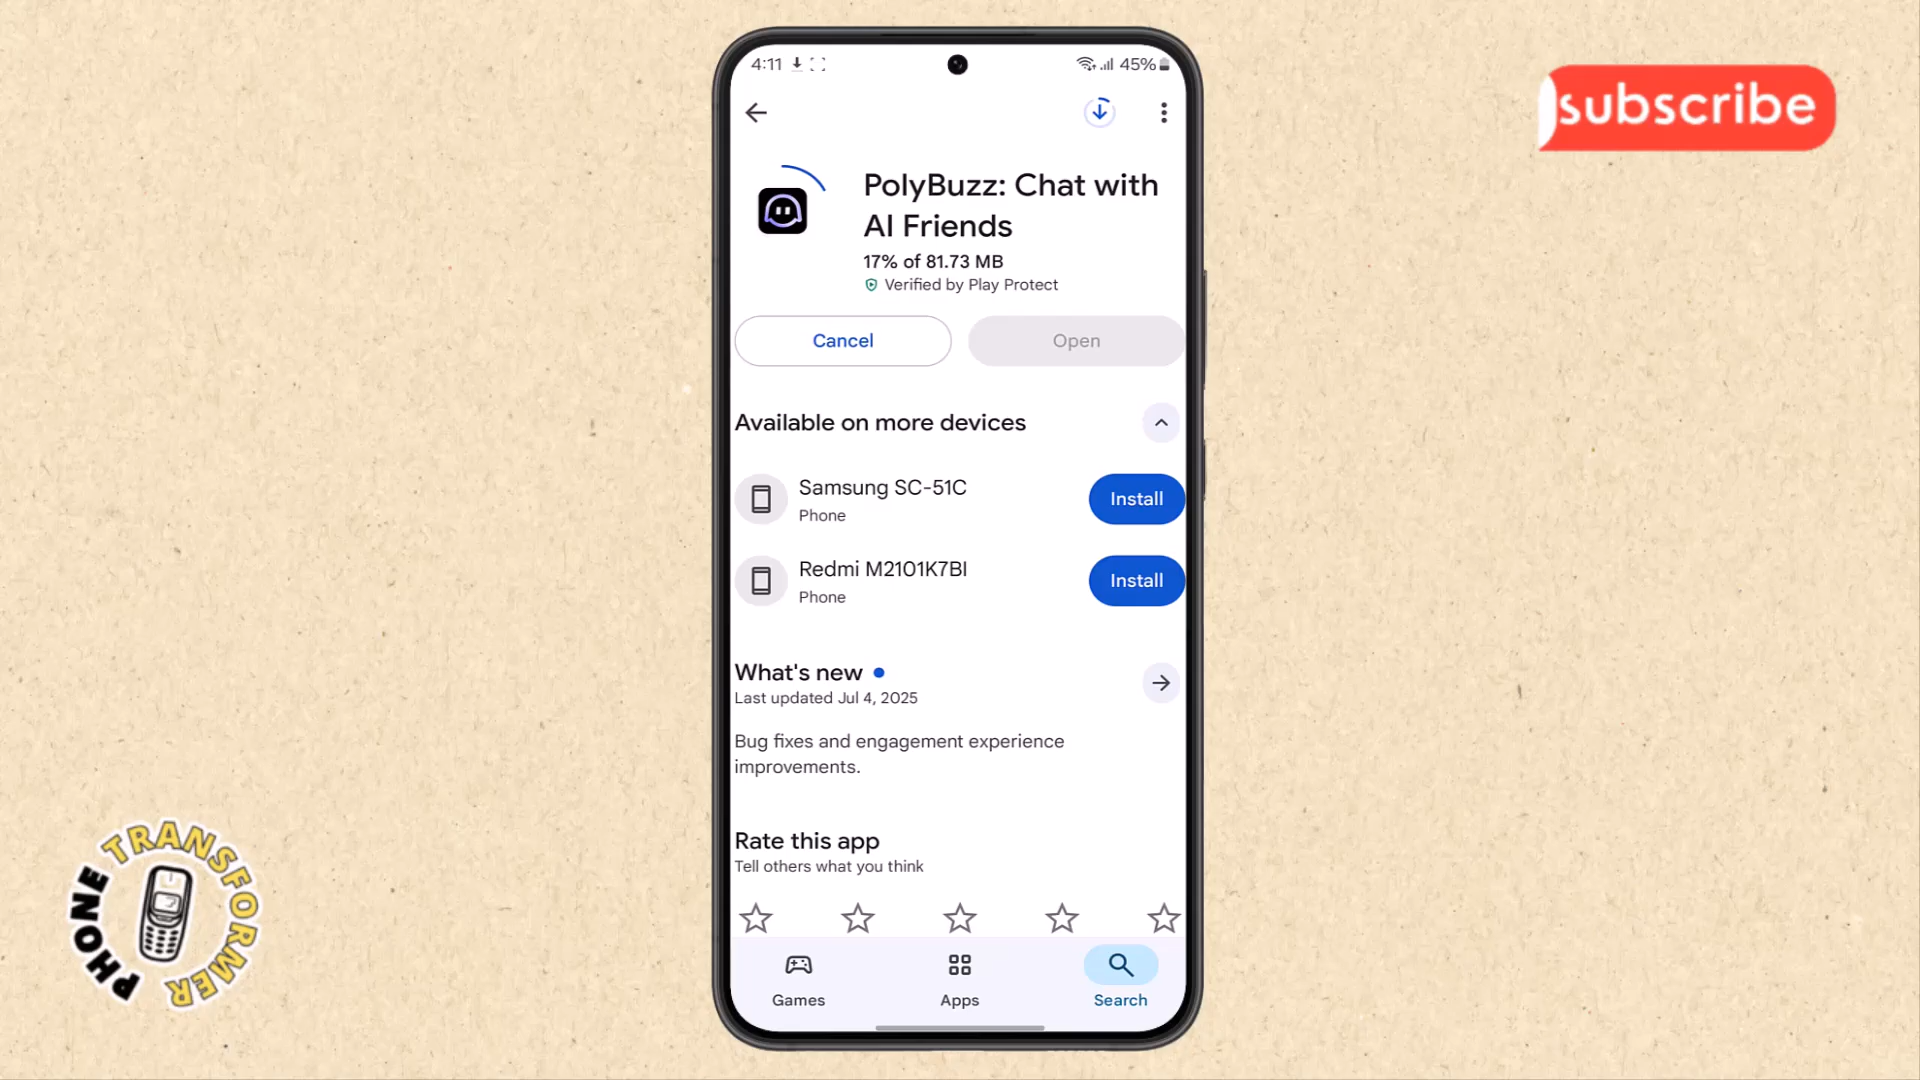 4:11
45%
subscribe
PolyBuzz: Chat with
AI Friends
17% of 81.73 MB
Verified by Play Protect
Cancel
Open
Available on more devices
Samsung SC-51C
Phone
Install
Redmi M2101K7BI
Phone
Install
What's new
Last updated Jul 4, 2025
Bug fixes and engagement experience
improvements.
Rate this app
Tell others what you think
Games
Apps
Search
PHONE TRANSFORMER